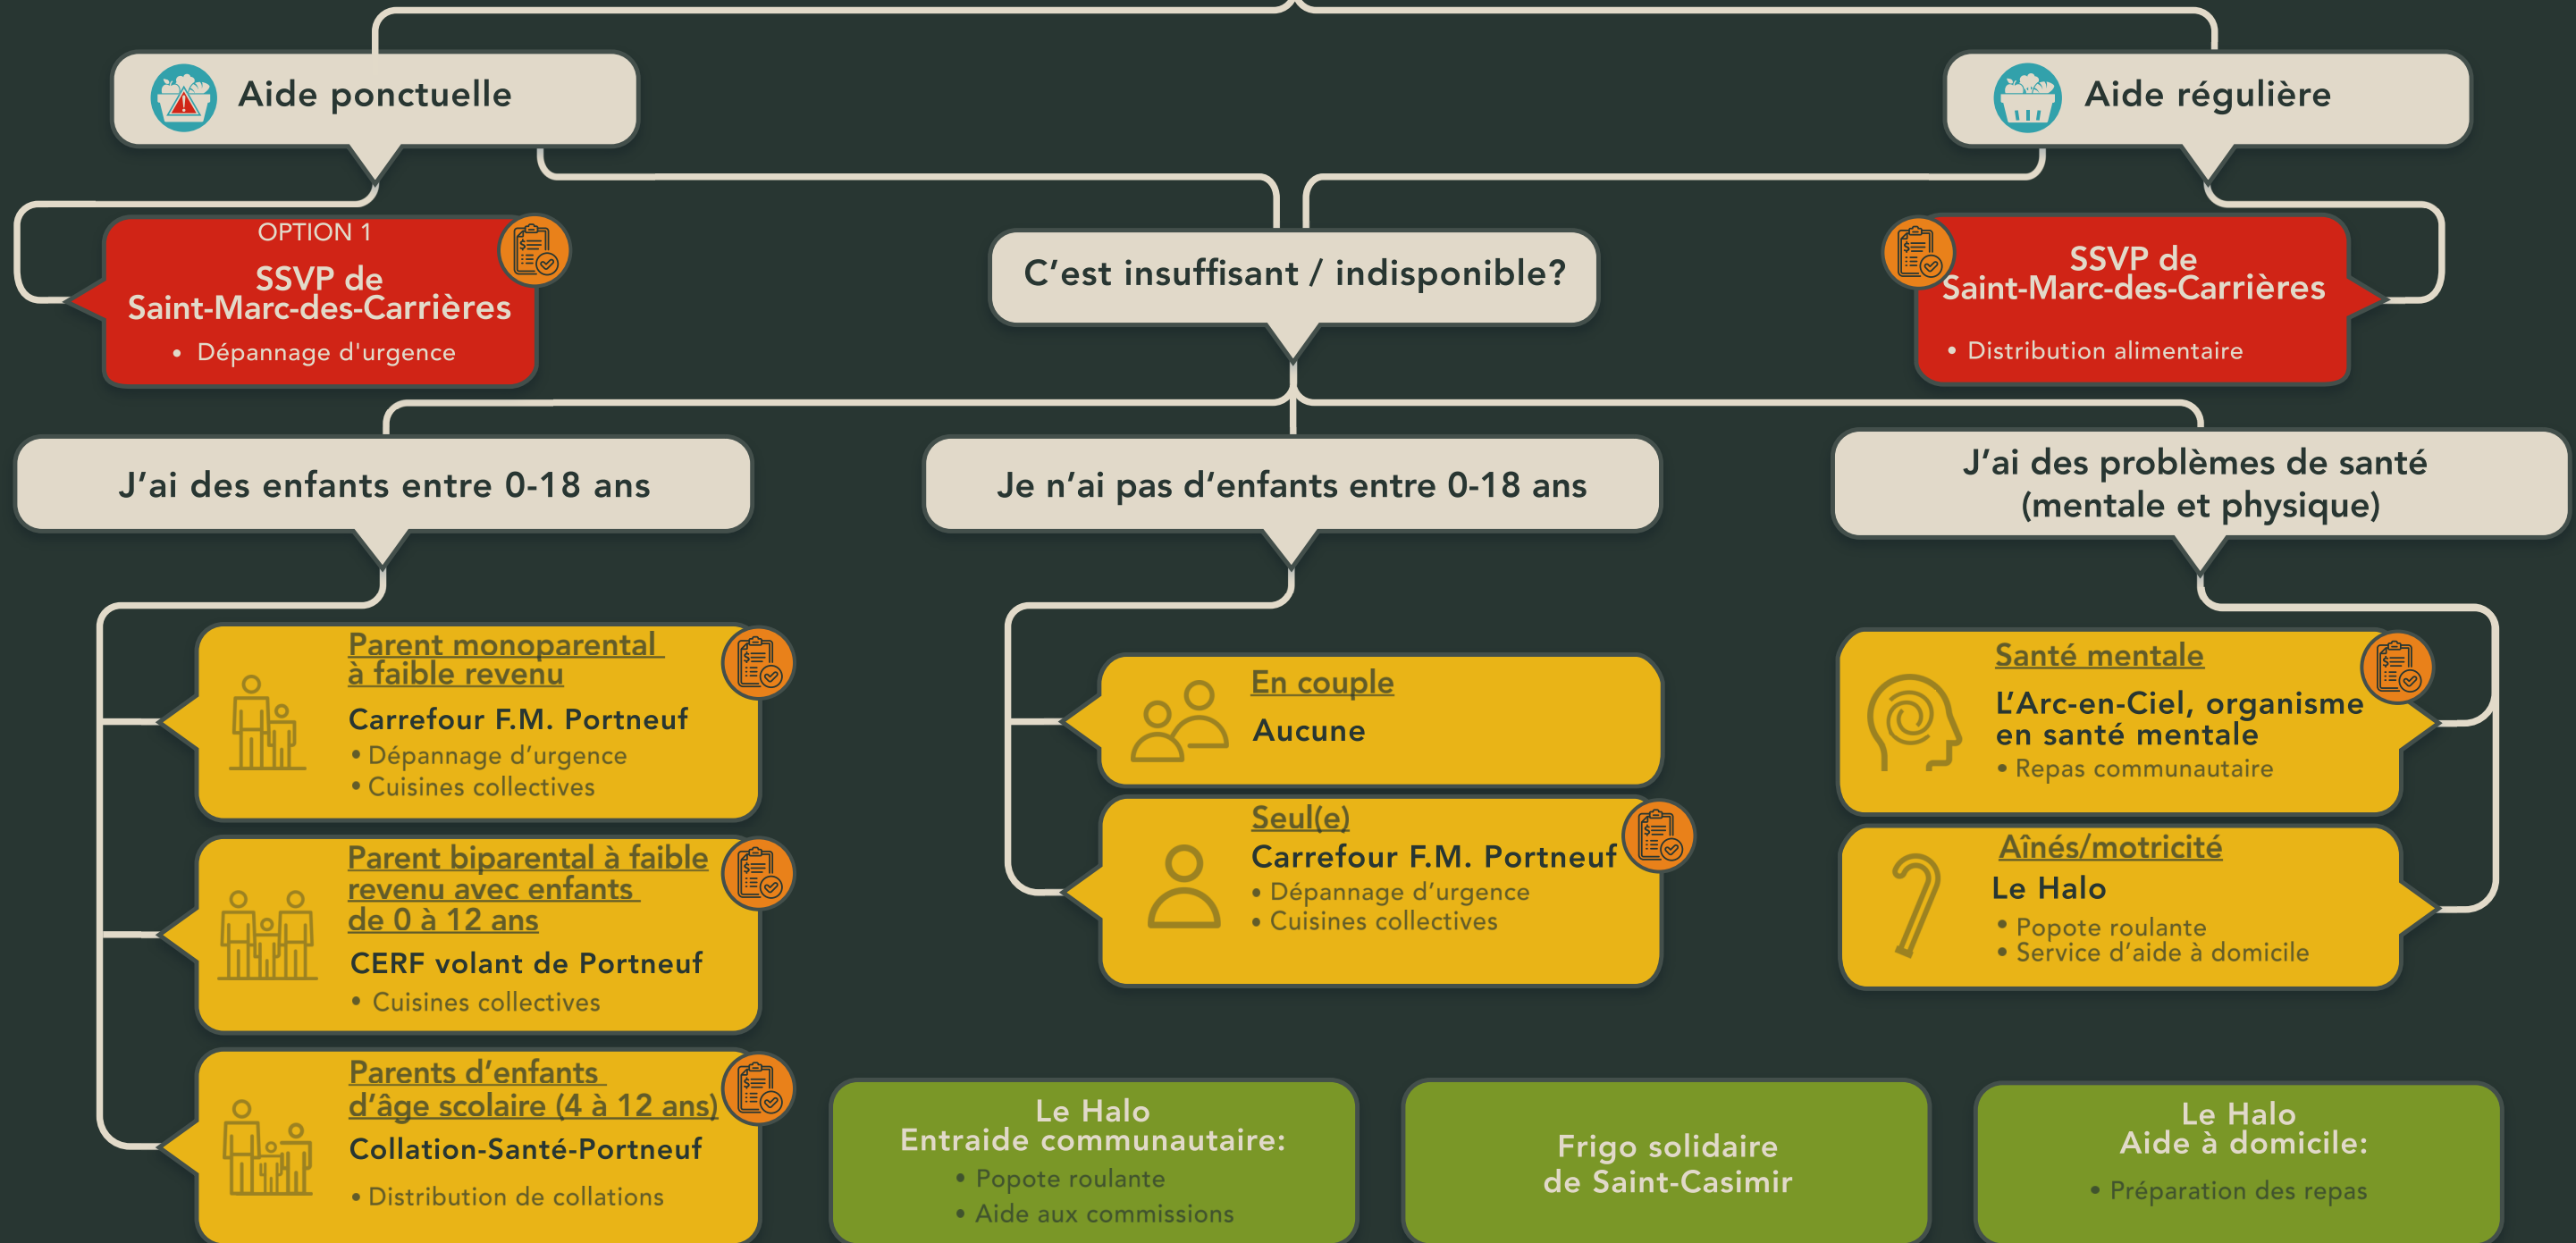 Aide ponctuelle
Aide régulière
OPTION 1
SSVP de
Saint-Marc-des-Carrières
• Dépannage d'urgence
C’est insuffisant / indisponible?
SSVP de
Saint-Marc-des-Carrières
• Distribution alimentaire
J’ai des enfants entre 0-18 ans
Je n’ai pas d‘enfants entre 0-18 ans
J’ai des problèmes de santé
(mentale et physique)
Parent monoparental
à faible revenu
Carrefour F.M. Portneuf
• Dépannage d’urgence
• Cuisines collectives
Parent biparental à faible
revenu avec enfants
de 0 à 12 ans
CERF volant de Portneuf
• Cuisines collectives
Parents d’enfants
d’âge scolaire (4 à 12 ans)
Collation-Santé-Portneuf
• Distribution de collations
En couple
Aucune
Seul(e)
Carrefour F.M. Portneuf
• Dépannage d’urgence
• Cuisines collectives
Santé mentale
L’Arc-en-Ciel, organisme
en santé mentale
• Repas communautaire
Aînés/motricité
Le Halo
• Popote roulante
• Service d’aide à domicile
Le Halo
Entraide communautaire:
• Popote roulante
• Aide aux commissions
Frigo solidaire
de Saint-Casimir
Le Halo
Aide à domicile:
• Préparation des repas